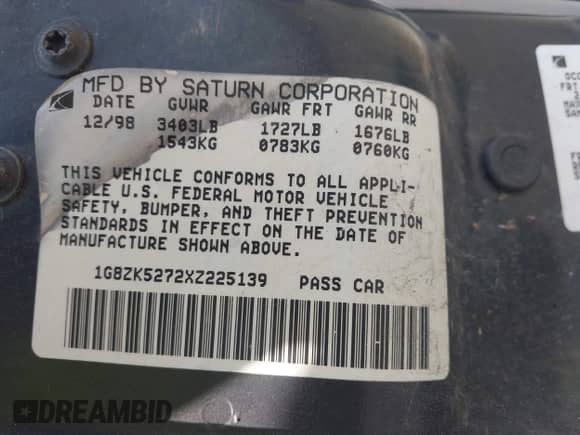 MFD BY SATURN CORPORATION
DATE GVWR GAWR FRT GAWR RR
12/98 3403LB 1727LB 1676LB
1543KG 0783KG 0760KG
THIS VEHICLE CONFORMS TO ALL APPLI-
CABLE U.S. FEDERAL MOTOR VEHICLE
SAFETY, BUMPER, AND THEFT PREVENTION
STANDARDS IN EFFECT ON THE DATE OF
MANUFACTURE SHOWN ABOVE.
1G8ZK5272XZ225139 PASS CAR
OCC
FRT
DREAMBID